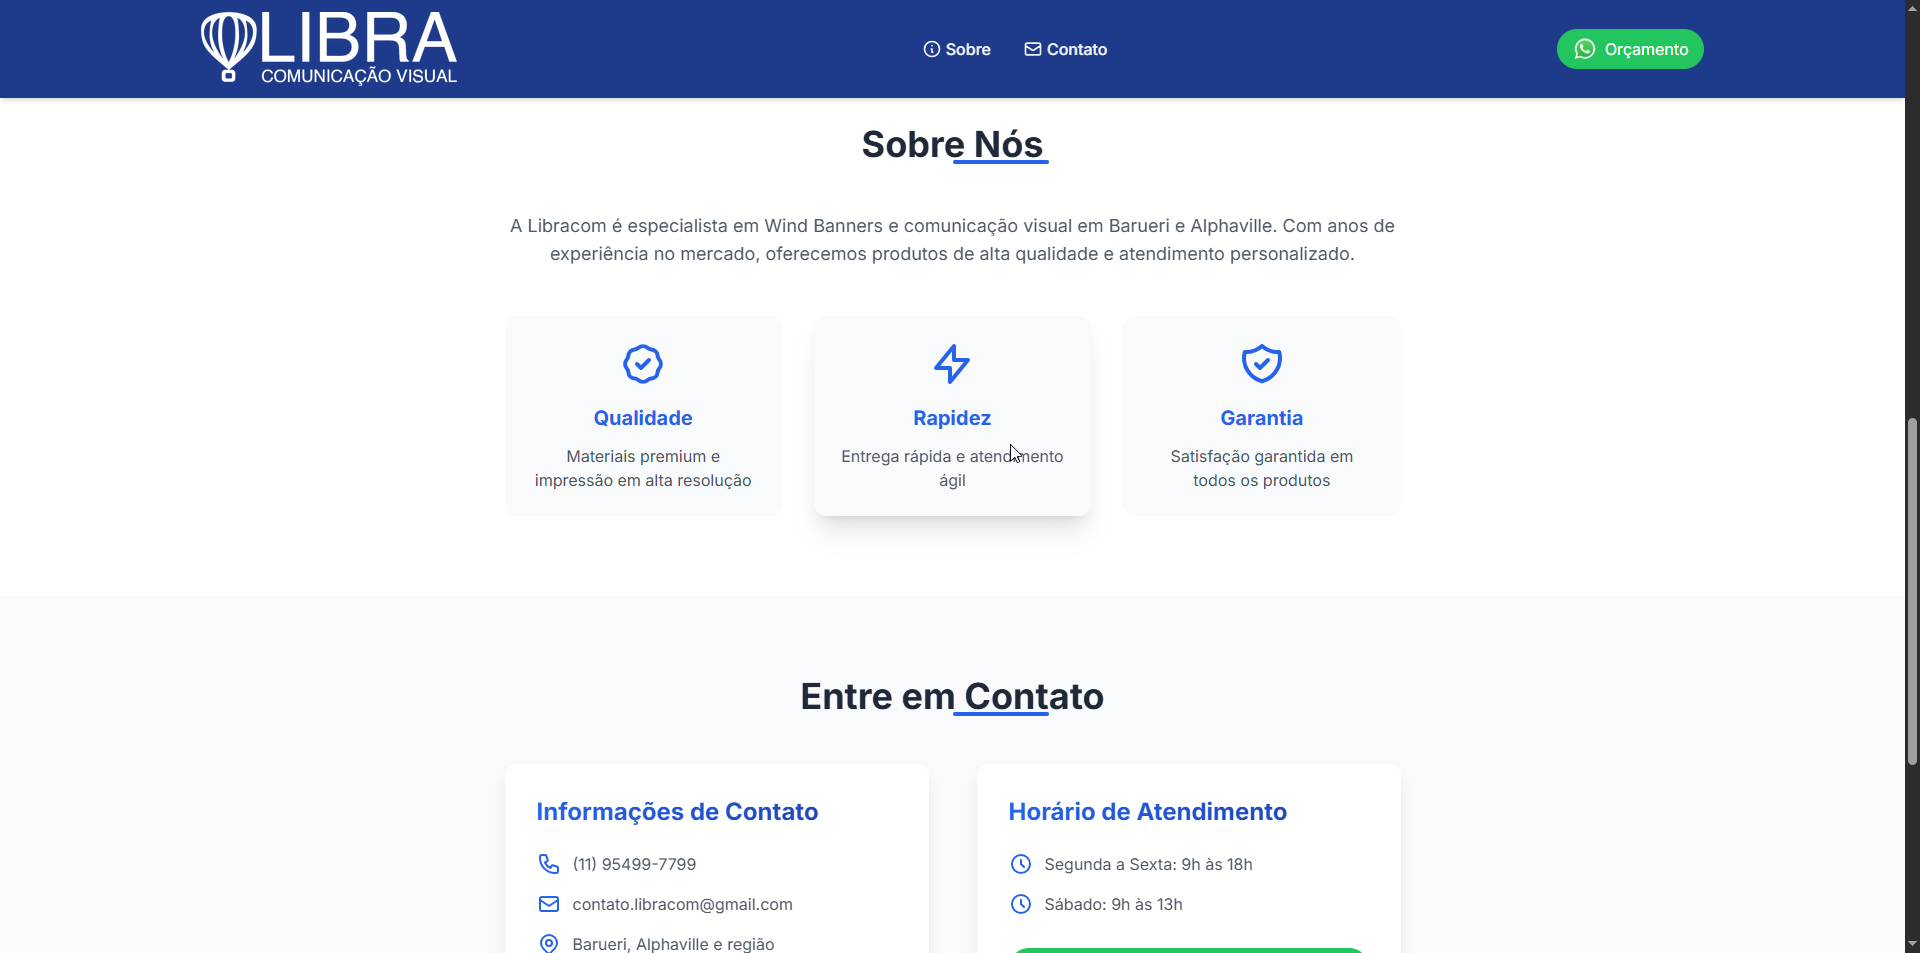 LIBRA
COMUNICAÇÃO VISUAL
Sobre
Contato
Orçamento
Sobre Nós
A Libracom é especialista em Wind Banners e comunicação visual em Barueri e Alphaville. Com anos de
experiência no mercado, oferecemos produtos de alta qualidade e atendimento personalizado.
Qualidade
Materiais premium e
impressão em alta resolução
Rapidez
Entrega rápida e atendimento
ágil
Garantia
Satisfação garantida em
todos os produtos
Entre em Contato
Informações de Contato
(11) 95499-7799
contato.libracom@gmail.com
Barueri, Alphaville e região
Horário de Atendimento
Segunda a Sexta: 9h às 18h
Sábado: 9h às 13h